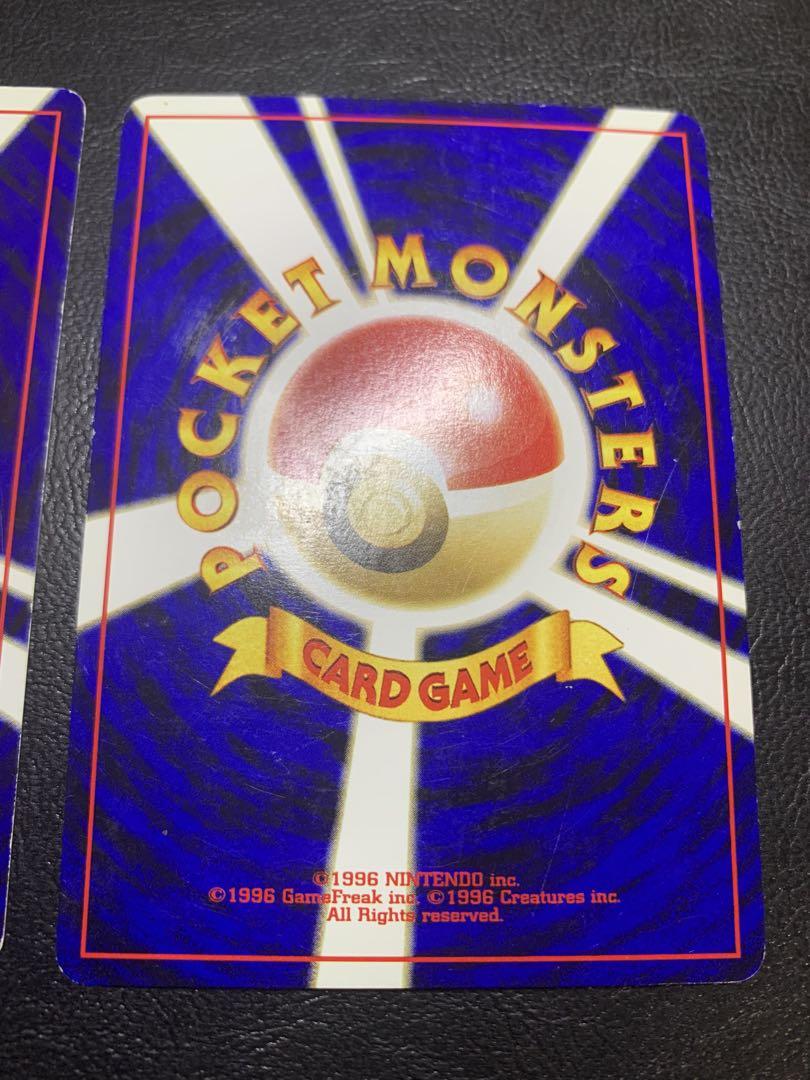 POCKET MONSTERS
CARD GAME
©1996 NINTENDO inc.
©1996 GameFreak inc. ©1996 Creatures inc.
All Rights reserved.